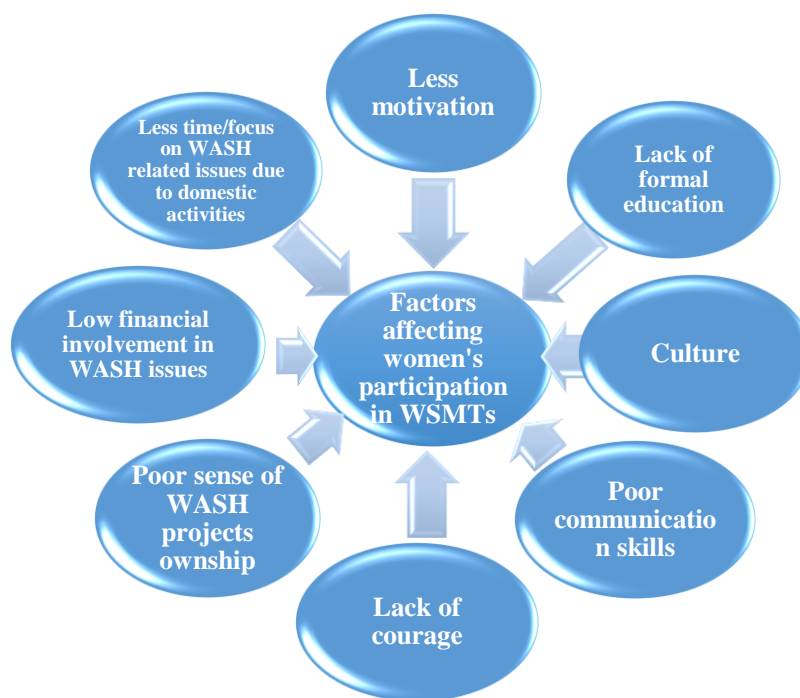 Less
motivation
Less time/focus
on WASH
related issues due
to domestic
activities
Lack of
formal
education
Low financial
involvement in
WASH issues
Factors
affecting
women's
participation
in WSMTs
Culture
Poor sense of
WASH
projects
ownship
Poor
communicatio
n skills
Lack of
courage